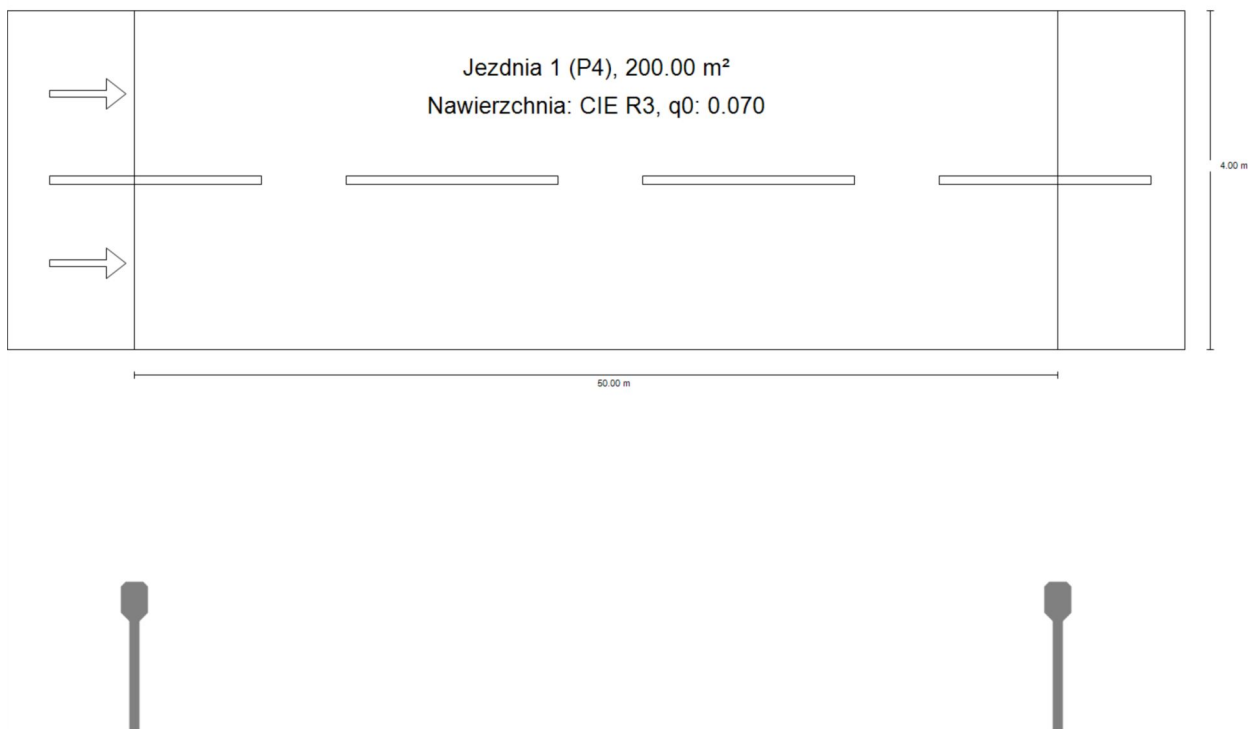 Jezdnia 1 (P4), 200.00 m²
Nawierzchnia: CIE R3, q0: 0.070
4.00 m
50.00 m